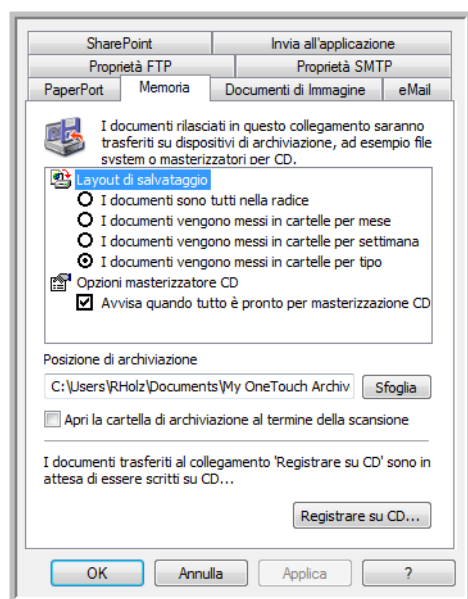 SharePoint
Invia all'applicazione
Proprietà FTP
Proprietà SMTP
PaperPort
Memoria
Documenti di Immagine
eMail
I documenti rilasciati in questo collegamento saranno
trasferiti su dispositivi di archiviazione, ad esempio file
system o masterizzatori per CD.
Layout di salvataggio
I documenti sono tutti nella radice
I documenti vengono messi in cartelle per mese
I documenti vengono messi in cartelle per settimana
I documenti vengono messi in cartelle per tipo
Opzioni masterizzatore CD
Avvisa quando tutto è pronto per masterizzazione CD
Posizione di archiviazione
C:\Users\RHolz\Documents\My OneTouch Archiv
Sfoglia
Apri la cartella di archiviazione al termine della scansione
I documenti trasferiti al collegamento 'Registrare su CD' sono in
attesa di essere scritti su CD...
Registrare su CD...
OK
Annulla
Applica
?